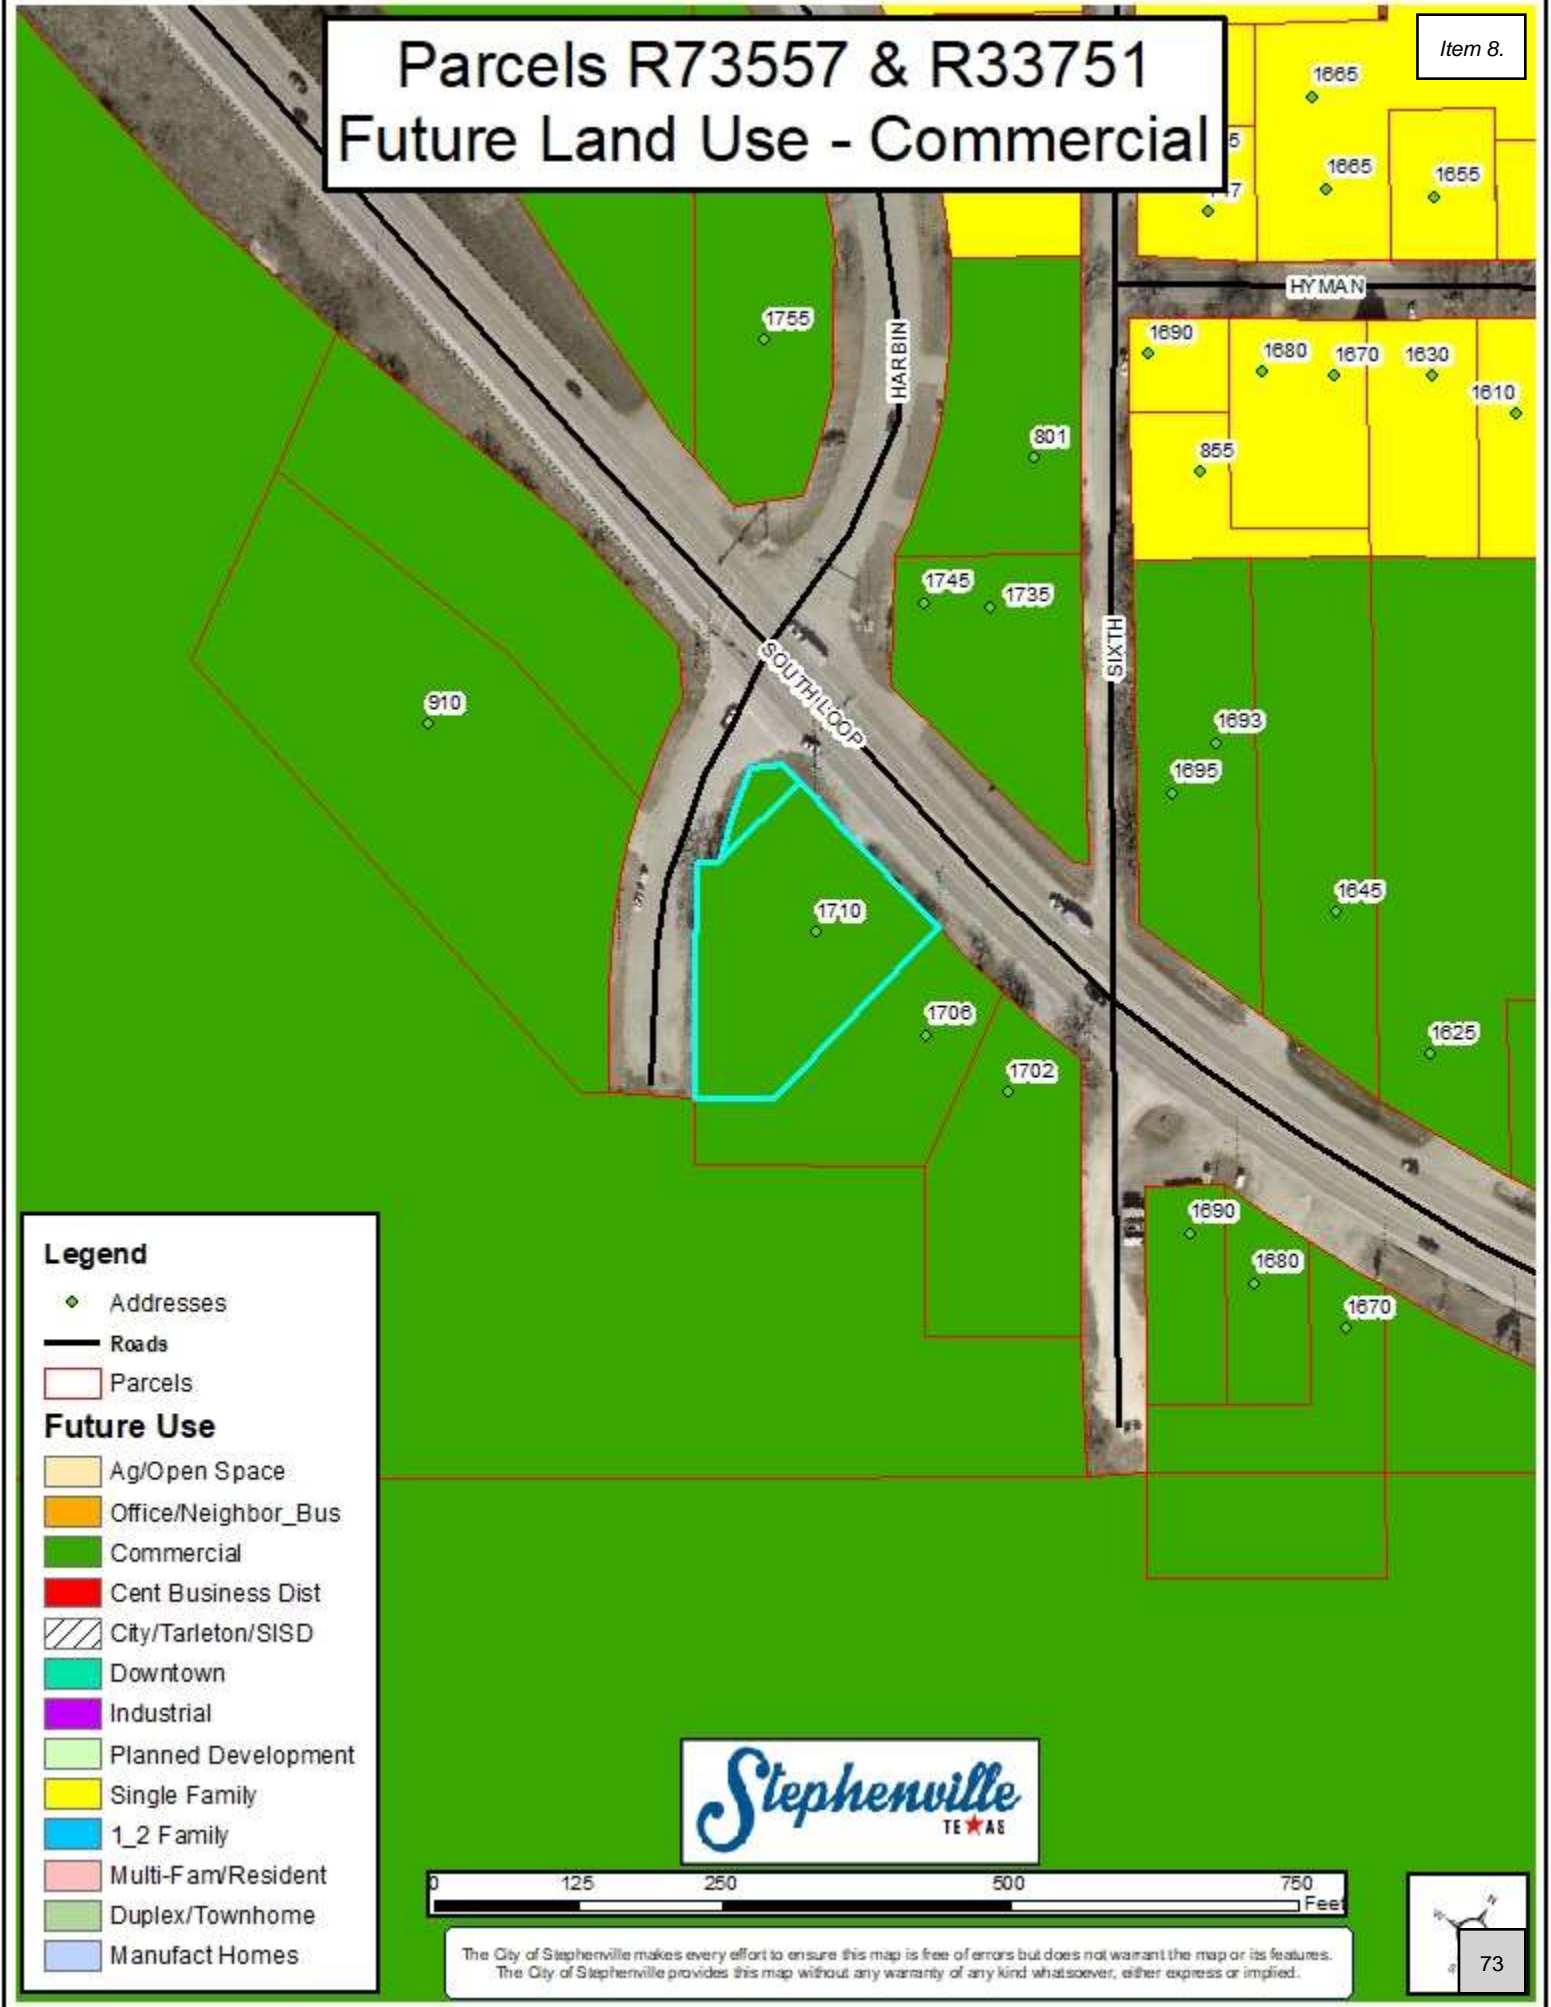 Parcels R73557 & R33751
Future Land Use - Commercial
Item 8.
1665
5
1665
1655
HYMAN
1755
HARBIN
1690
1680
1670
1630
1610
801
855
1745
1735
SIXTH
SOUTH LOOP
910
1693
1695
1710
1645
1706
1625
1702
1690
1680
1670
Legend
Addresses
Roads
Parcels
Future Use
Ag/Open Space
Office/Neighbor_Bus
Commercial
Cent Business Dist
City/Tarleton/SISD
Downtown
Industrial
Planned Development
Single Family
1_2 Family
Multi-Fam/Resident
Duplex/Townhome
Manufact Homes
Stephenville
TEXAS
0 125 250 500 750
Feet
The City of Stephenville makes every effort to ensure this map is free of errors but does not warrant the map or its features.
The City of Stephenville provides this map without any warranty of any kind whatsoever, either express or implied.
N
W
73